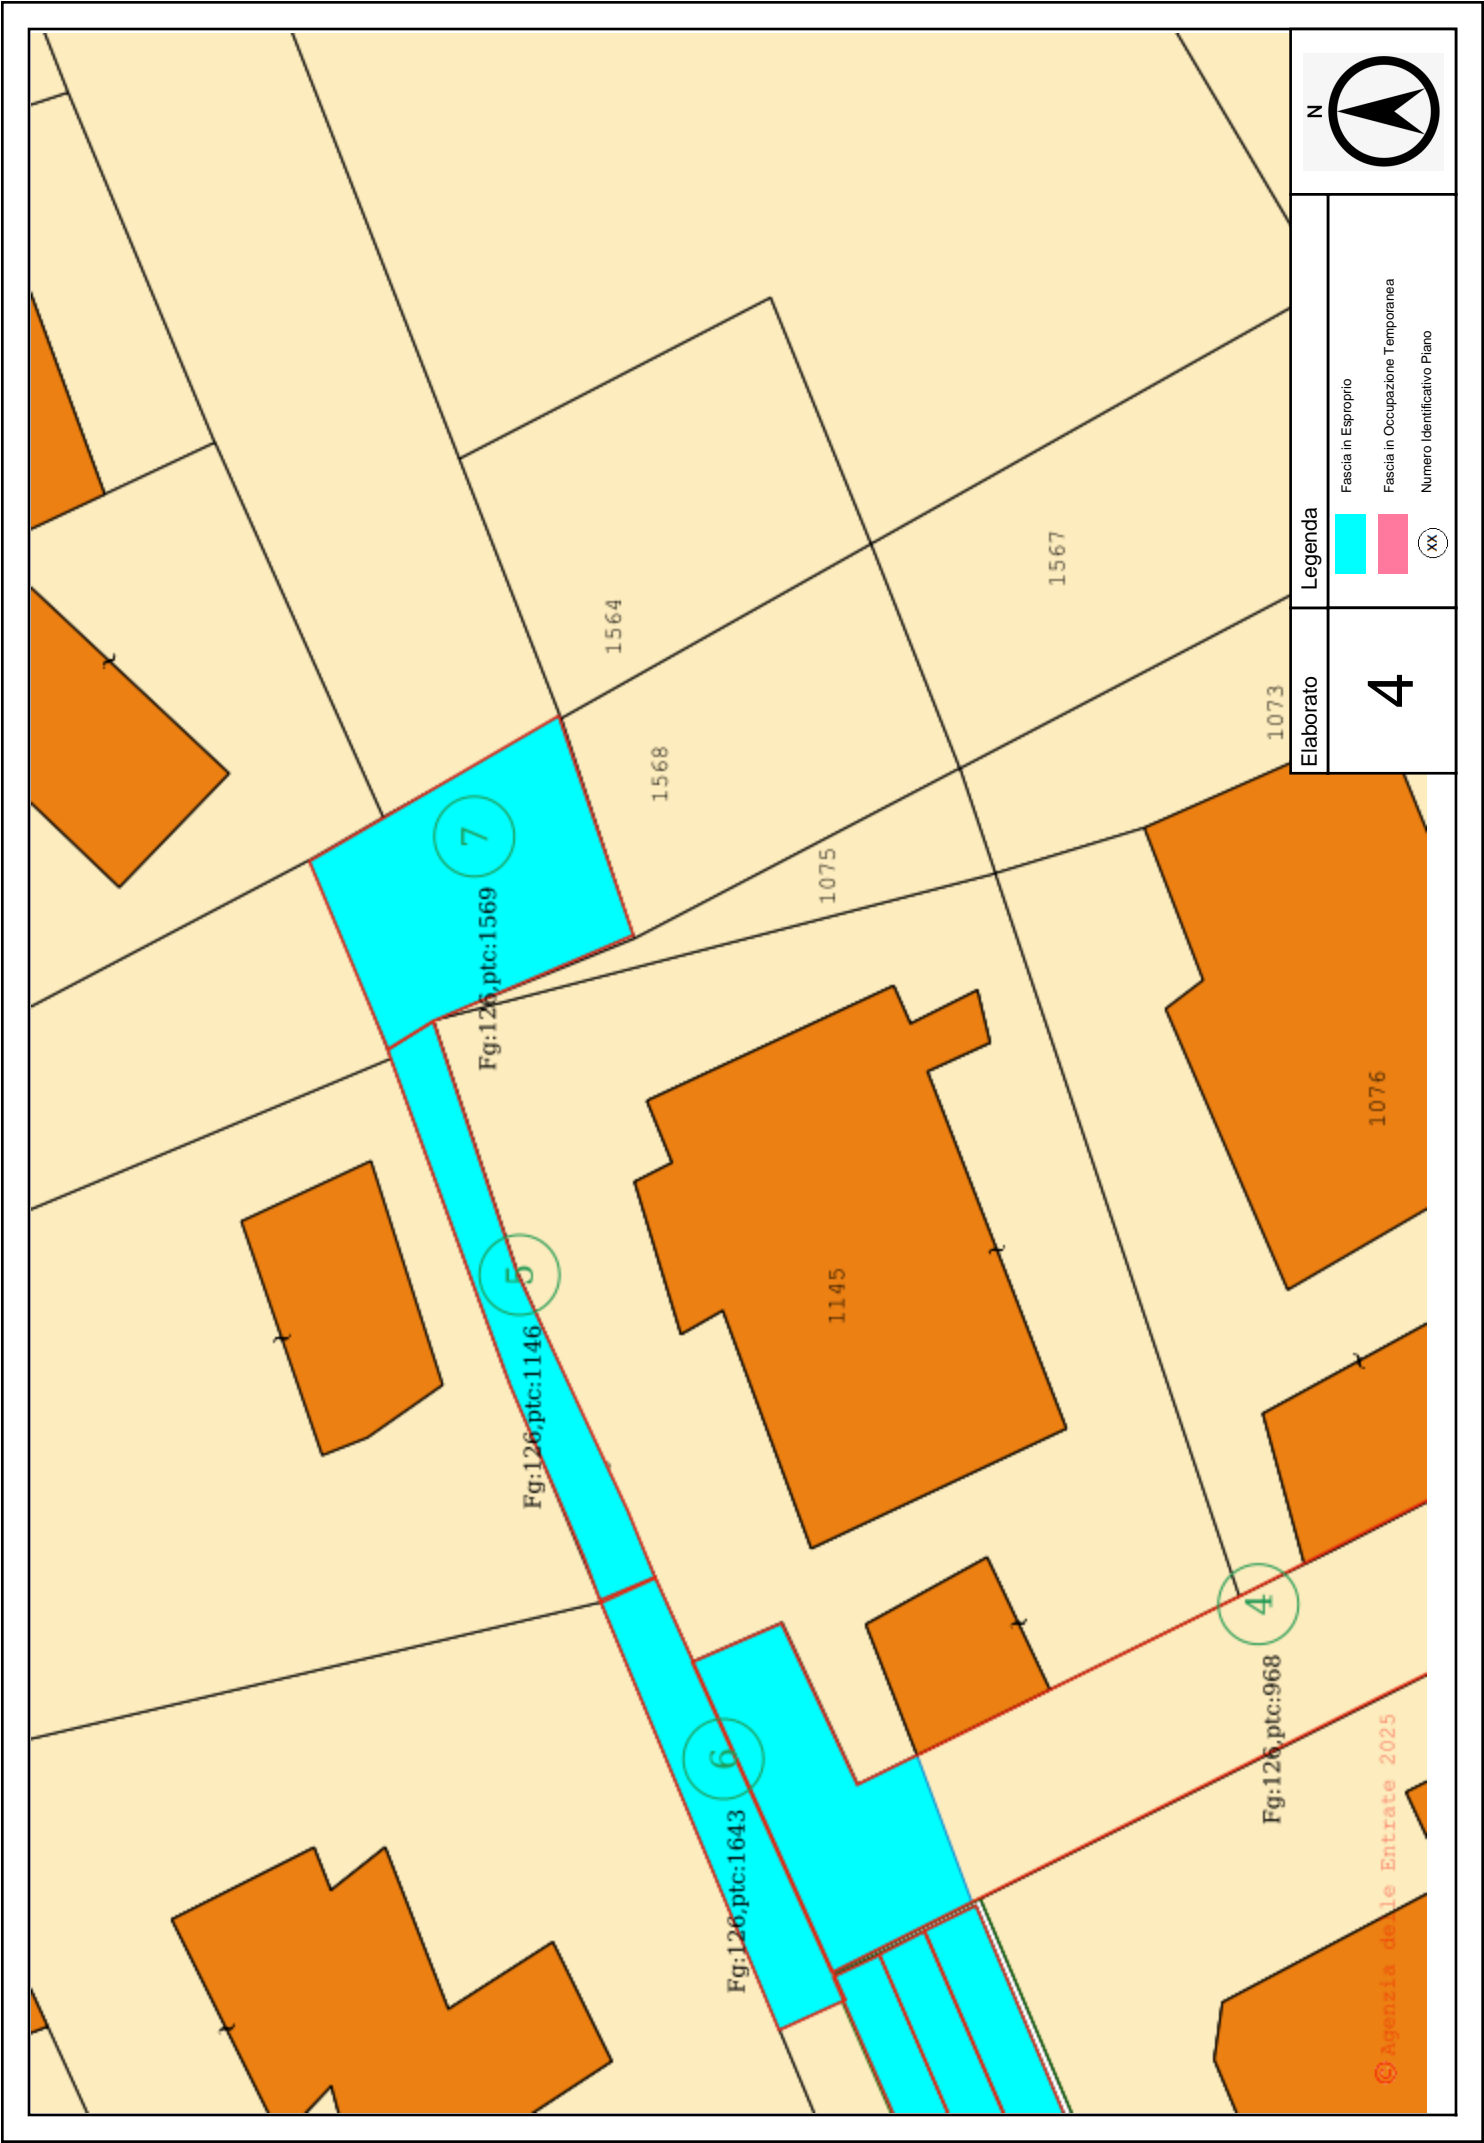 7
Fg:126,ptc:1569
5
Fg:126,ptc:1146
6
Fg:126,ptc:1643
4
Fg:126,ptc:968
1564
1568
1567
1075
1073
1145
1076
© Agenzia delle Entrate 2025
Elaborato
4
Legenda
Fascia in Esproprio
Fascia in Occupazione Temporanea
xx
Numero Identificativo Piano
N